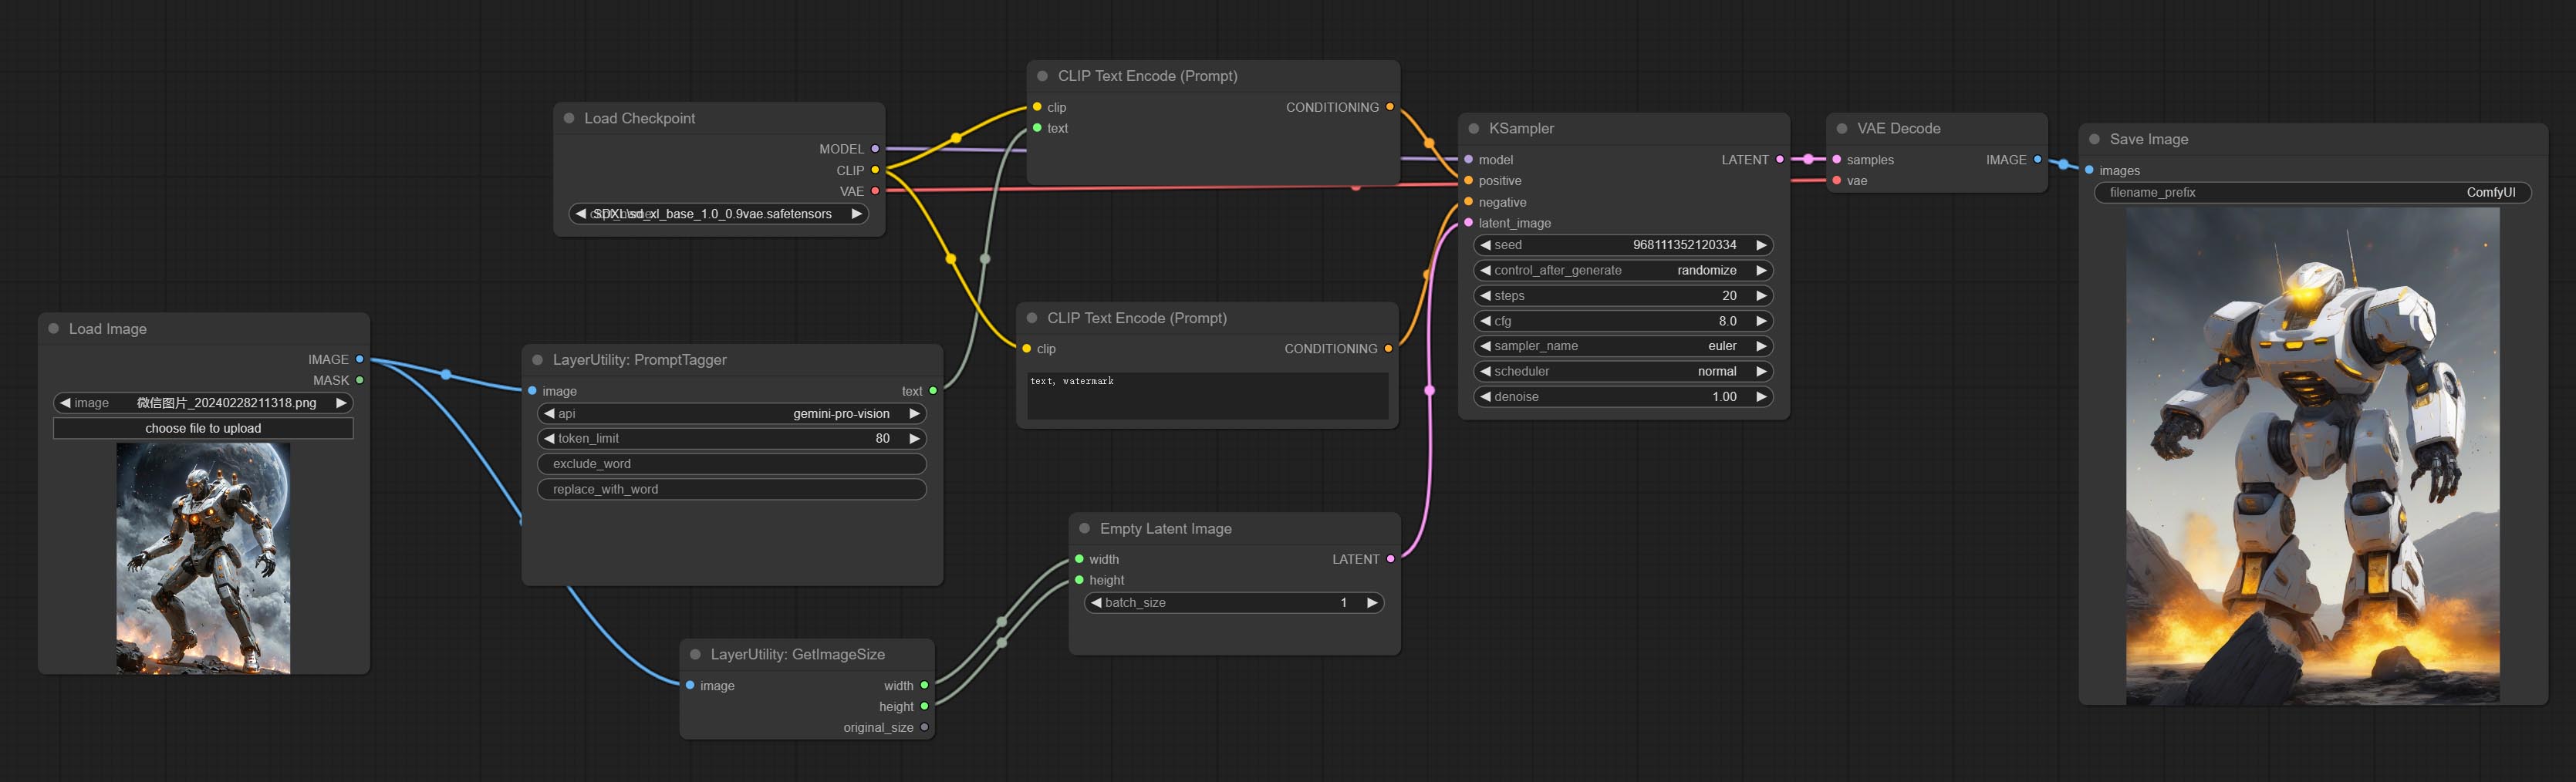 Load Image
IMAGE
MASK
image 微信图片_20240228211318.png
choose file to upload
Load Checkpoint
MODEL
CLIP
VAE
SDXL\sd_xl_base_1.0_0.9vae.safetensors
LayerUtility: PromptTagger
image text
api gemini-pro-vision
token_limit 80
exclude_word
replace_with_word
LayerUtility: GetImageSize
image width
height
original_size
CLIP Text Encode (Prompt)
clip CONDITIONING
text
CLIP Text Encode (Prompt)
clip CONDITIONING
text, watermark
Empty Latent Image
width LATENT
height
batch_size 1
KSampler
model LATENT
positive
negative
latent_image
seed 968111352120334
control_after_generate randomize
steps 20
cfg 8.0
sampler_name euler
scheduler normal
denoise 1.00
VAE Decode
samples IMAGE
vae
Save Image
images
filename_prefix ComfyUI